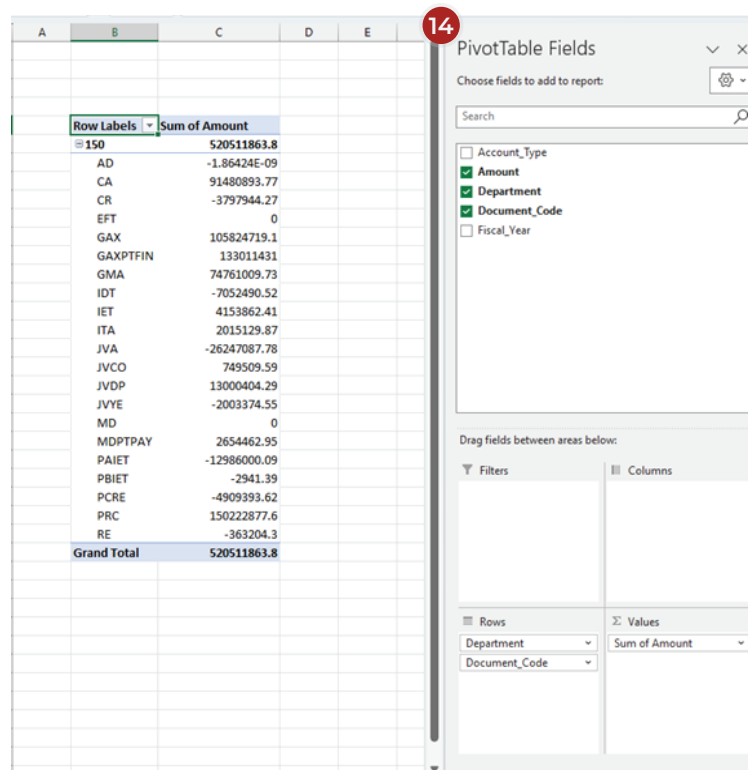 14
A B C D E
PivotTable Fields
Choose fields to add to report:
Search
Account_Type
Amount
Department
Document_Code
Fiscal_Year
Row Labels Sum of Amount
150 520511863.8
AD -1.86424E-09
CA 91480893.77
CR -3797944.27
EFT 0
GAX 105824719.1
GAXPTFIN 133011431
GMA 74761009.73
IDT -7052490.52
IET 4153862.41
ITA 2015129.87
JVA -26247087.78
JVCO 749509.59
JVDP 13000404.29
JVYE -2003374.55
MD 0
MDPTPAY 2654462.95
PAIET -12986000.09
PBIET -2941.39
PCRE -4909393.62
PRC 150222877.6
RE -363204.3
Grand Total 520511863.8
Drag fields between areas below:
Filters Columns
Rows Σ Values
Department Sum of Amount
Document_Code